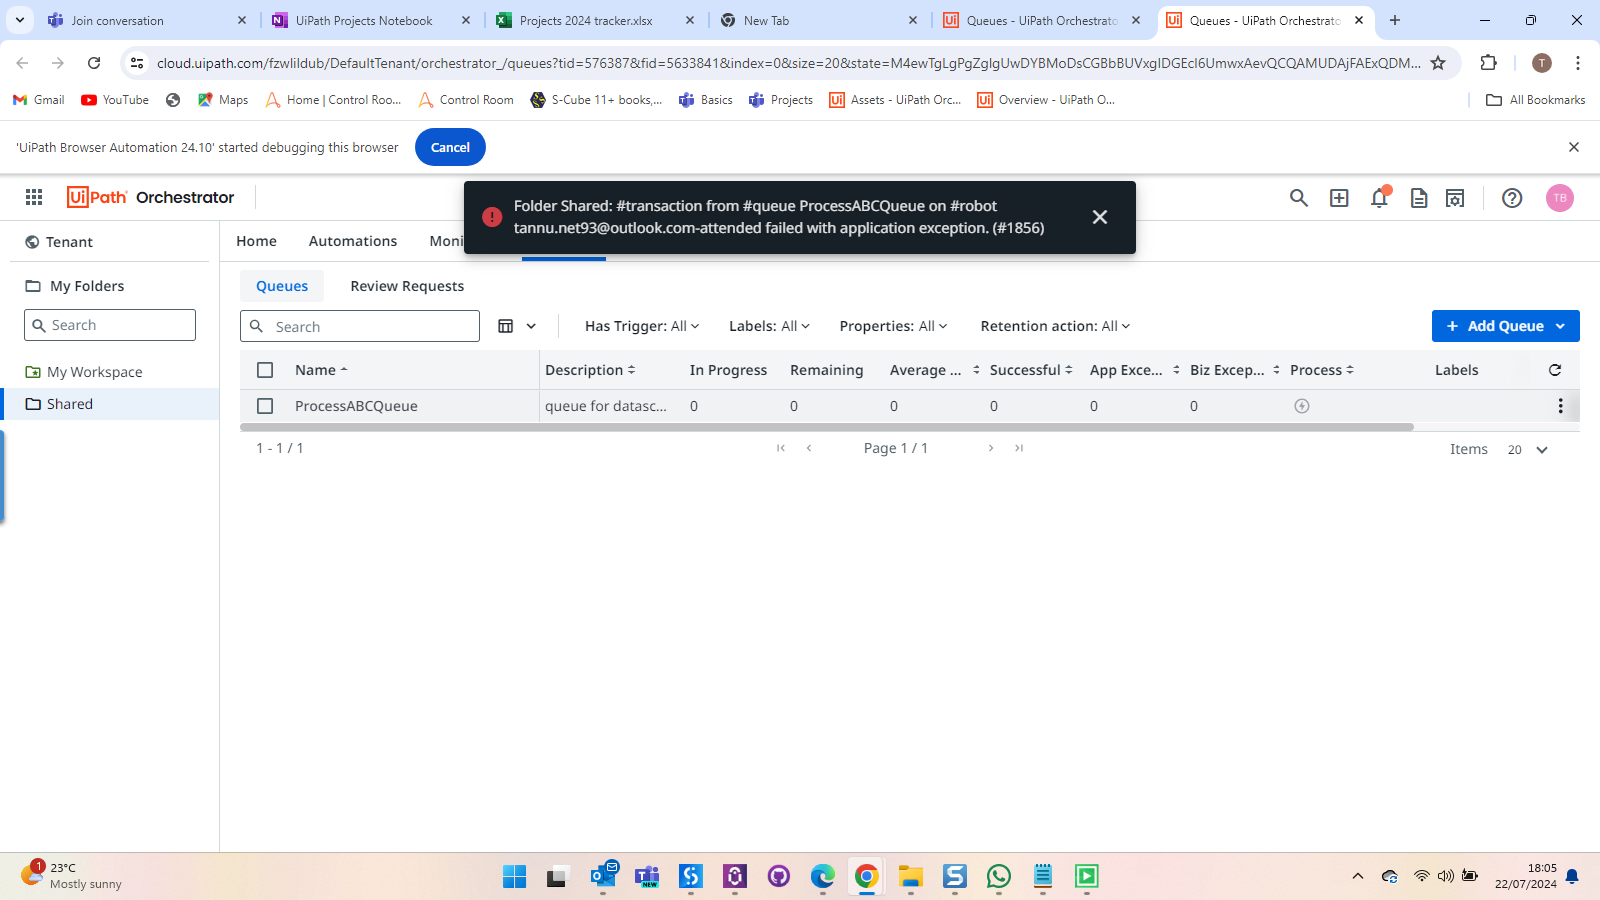 Join conversation
UiPath Projects Notebook
Projects 2024 tracker.xlsx
New Tab
Queues - UiPath Orchestrato
Queues - UiPath Orchestrato
cloud.uipath.com/fzwlildub/DefaultTenant/orchestrator_/queues?tid=576387&fid=5633841&index=0&size=20&state=M4ewTgLgPgZglgUwDYBMoDsCGBbBUVxgIDGEcl6UmwxAevQCQAMUDAjFAExQDM...
T
Gmail
YouTube
Maps
Home | Control Roo...
Control Room
S-Cube 11+ books,...
Basics
Projects
Assets - UiPath Orc...
Overview - UiPath O...
All Bookmarks
'UiPath Browser Automation 24.10' started debugging this browser
Cancel
UiPath Orchestrator
Folder Shared: #transaction from #queue ProcessABCQueue on #robot
tannu.net93@outlook.com-attended failed with application exception. (#1856)
TB
Tenant
Home
Automations
Moni
My Folders
Search
My Workspace
Shared
Queues
Review Requests
Search
Has Trigger: All
Labels: All
Properties: All
Retention action: All
+ Add Queue
Name
Description
In Progress
Remaining
Average ...
Successful
App Exce...
Biz Excep...
Process
Labels
ProcessABCQueue
queue for datasc...
0
0
0
0
0
0
1 - 1 / 1
Page 1 / 1
Items
20
1
23°C
Mostly sunny
NEW
18:05
22/07/2024